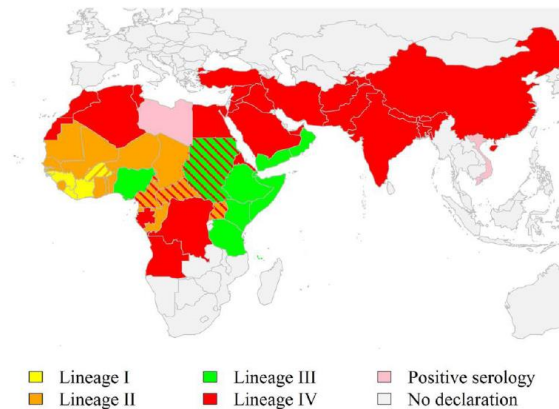 Lineage I
Lineage III
Positive serology
Lineage II
Lineage IV
No declaration